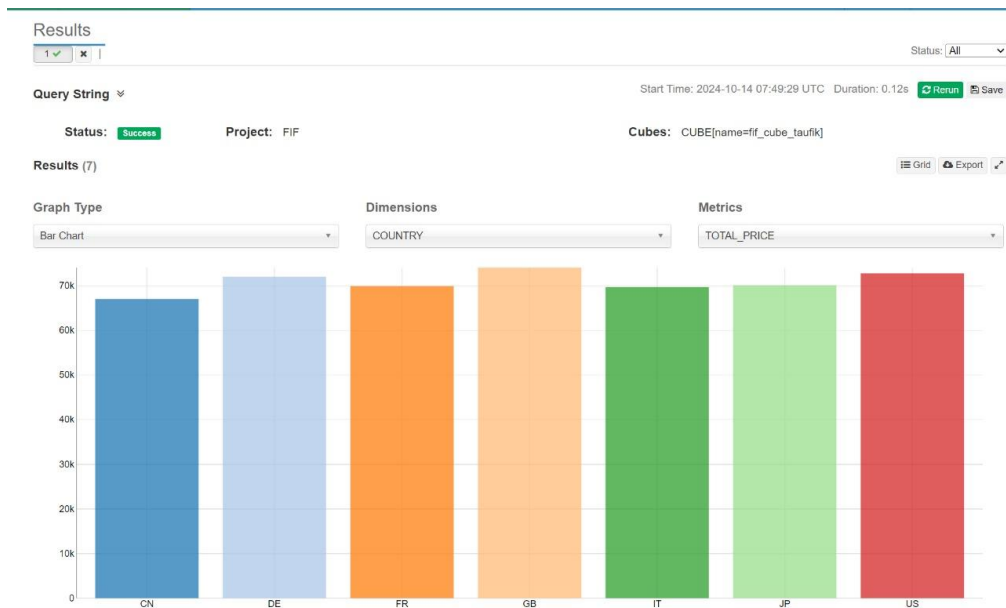 Results
1
Status: All
Query String
Start Time: 2024-10-14 07:49:29 UTC Duration: 0.12s Rerun Save
Status: Success Project: FIF Cubes: CUBE[name=fif_cube_taufik]
Results (7)
Grid Export
Graph Type Dimensions Metrics
Bar Chart COUNTRY TOTAL_PRICE
70k
60k
50k
40k
30k
20k
10k
0
CN DE FR GB IT JP US